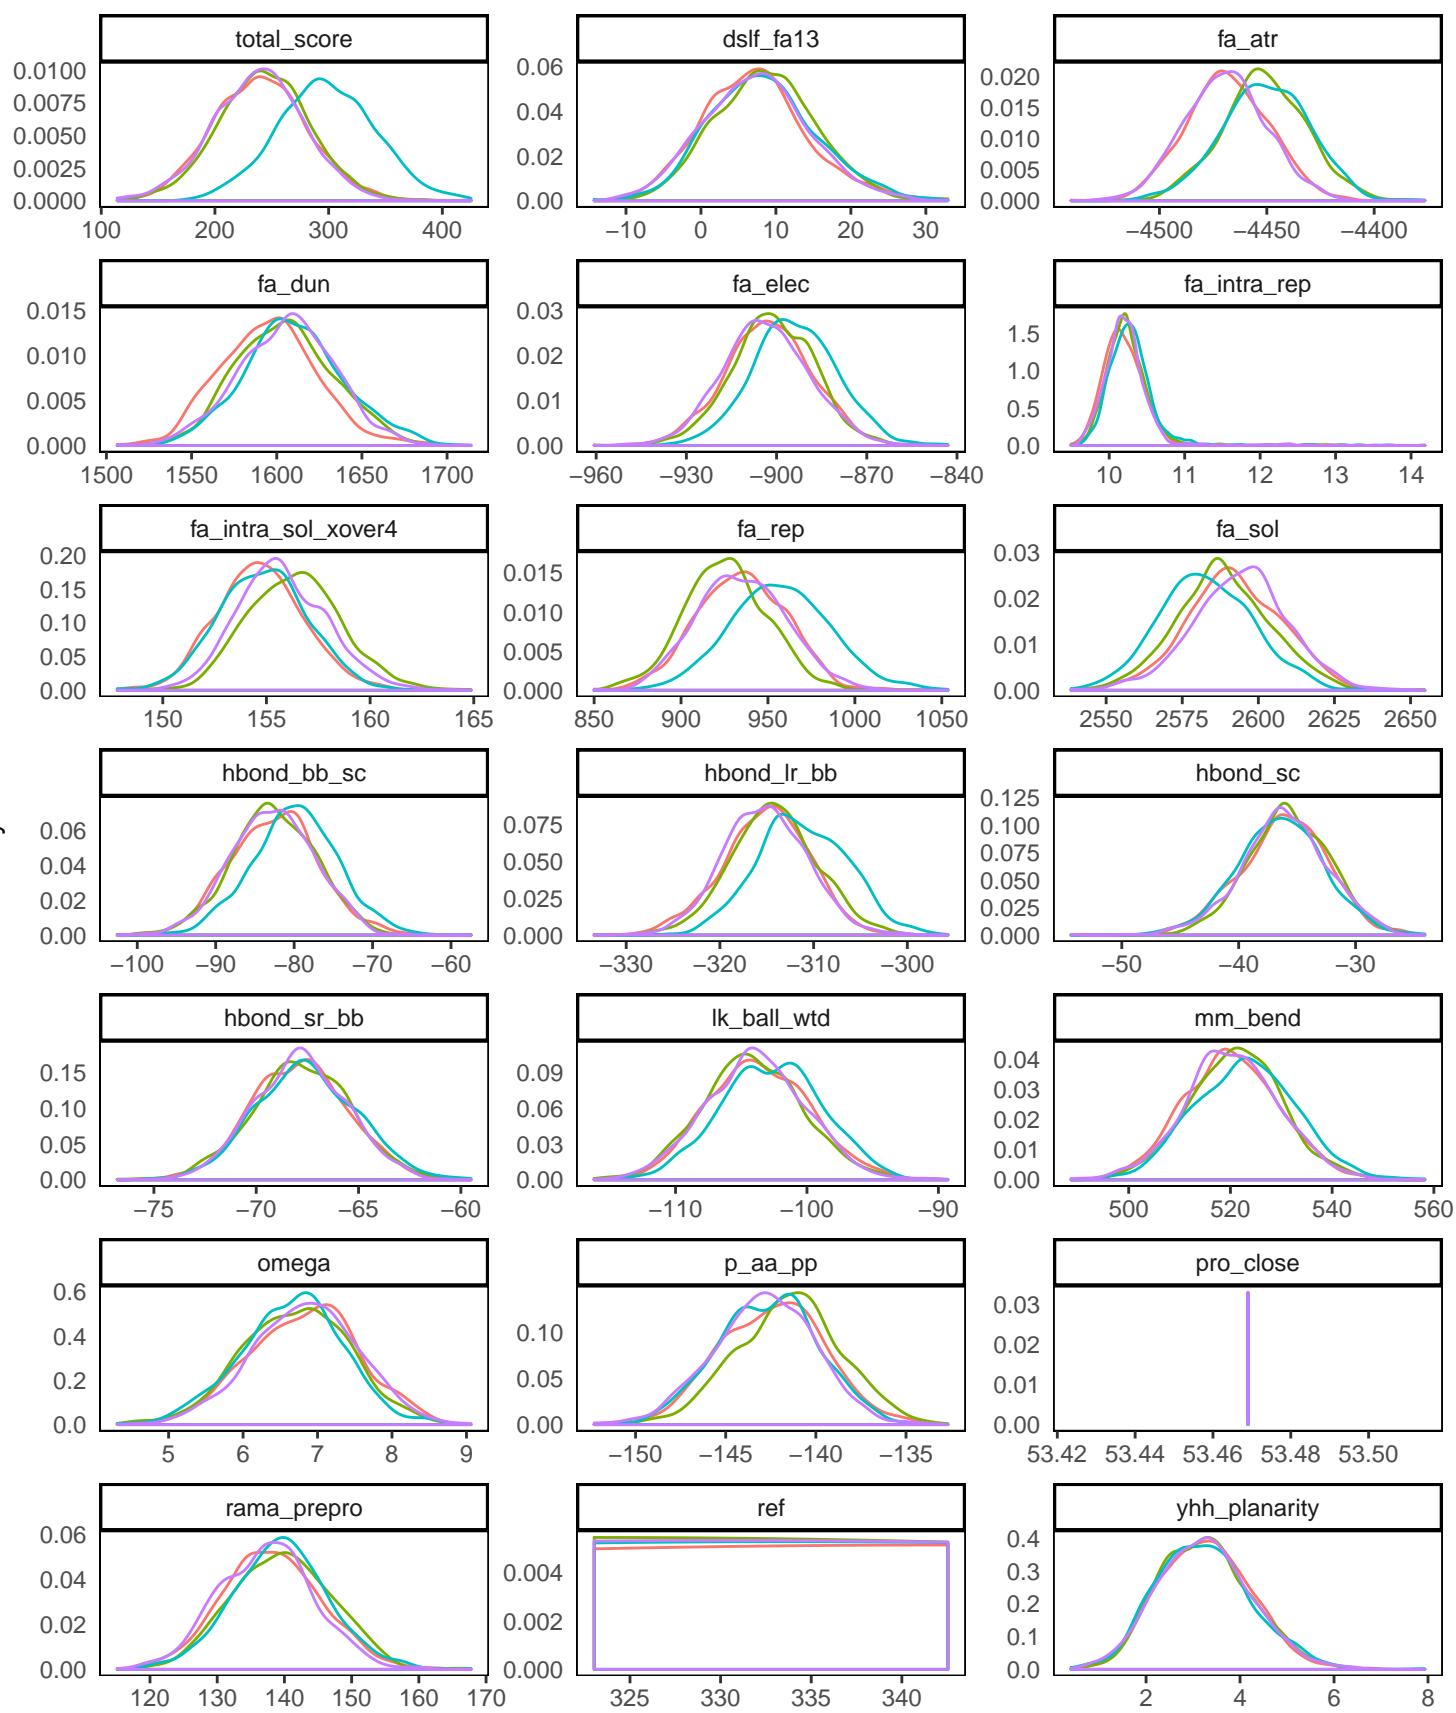 total_score dslf_fa13 fa_atr
0.0100 0.0075 0.0050 0.0025 0.0000
0.06 0.04 0.02 0.00
0.020 0.015 0.010 0.005 0.000
100 200 300 400 −10 0 10 20 30 −4500 −4450 −4400
fa_dun fa_elec fa_intra_rep
0.015 0.010 0.005 0.000
0.03 0.02 0.01 0.00
1.5 1.0 0.5 0.0
1500 1550 1600 1650 1700 −960 −930 −900 −870 −840 10 11 12 13 14
fa_intra_sol_xover4 fa_rep fa_sol
0.20 0.15 0.10 0.05 0.00
0.015 0.010 0.005 0.000
0.03 0.02 0.01 0.00
150 155 160 165 850 900 950 1000 1050 2550 2575 2600 2625 2650
hbond_bb_sc hbond_lr_bb hbond_sc
0.06 0.04 0.02 0.00
0.075 0.050 0.025 0.000
0.125 0.100 0.075 0.050 0.025 0.000
−100 −90 −80 −70 −60 −330 −320 −310 −300 −50 −40 −30
hbond_sr_bb lk_ball_wtd mm_bend
0.15 0.10 0.05 0.00
0.09 0.06 0.03 0.00
0.04 0.03 0.02 0.01 0.00
−75 −70 −65 −60 −110 −100 −90 500 520 540 560
omega p_aa_pp pro_close
0.6 0.4 0.2 0.0
0.10 0.05 0.00
0.03 0.02 0.01 0.00
5 6 7 8 9 −150 −145 −140 −135 53.42 53.44 53.46 53.48 53.50
rama_prepro ref yhh_planarity
0.06 0.04 0.02 0.00
0.004 0.002 0.000
0.4 0.3 0.2 0.1 0.0
120 130 140 150 160 170 325 330 335 340 2 4 6 8